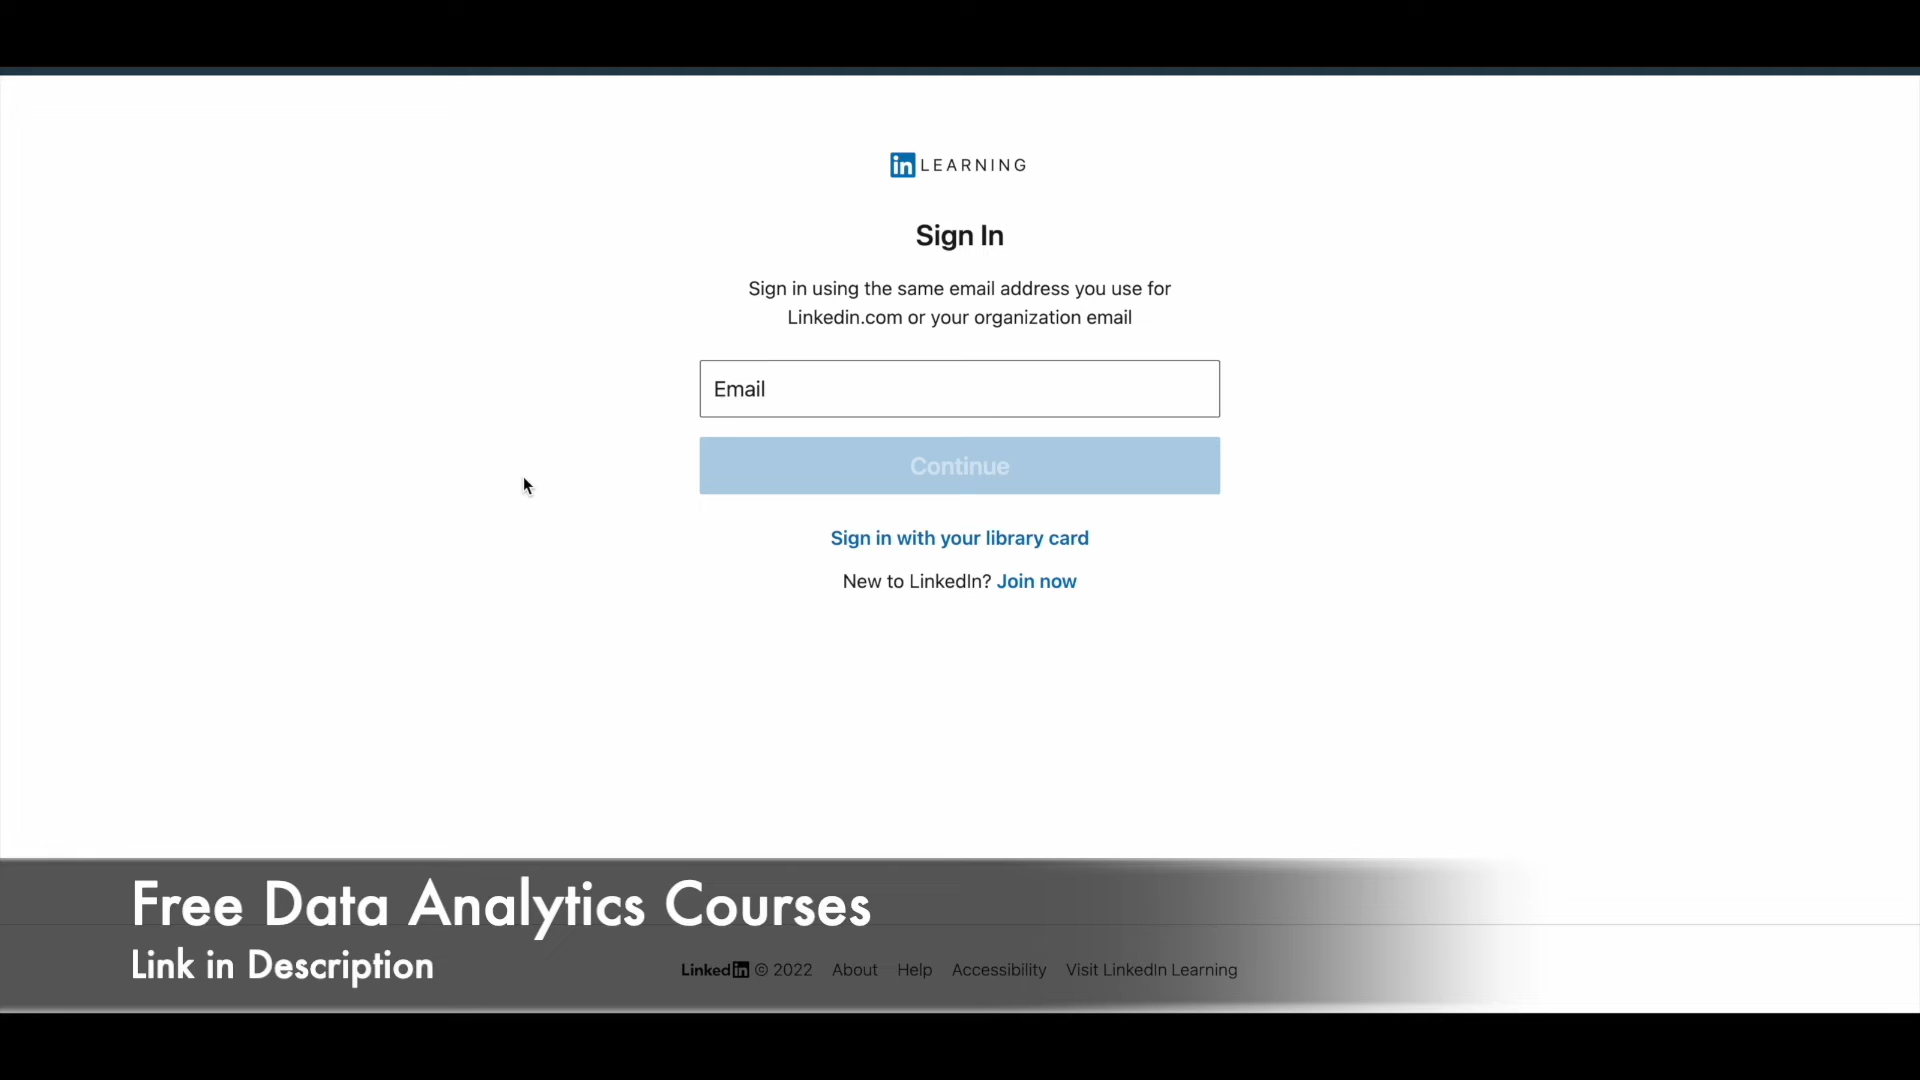 in LEARNING
Sign In
Sign in using the same email address you use for
Linkedin.com or your organization email
Email
Continue
Sign in with your library card
New to LinkedIn? Join now
Free Data Analytics Courses
Link in Description
Linkedin © 2022 About Help Accessibility Visit LinkedIn Learning